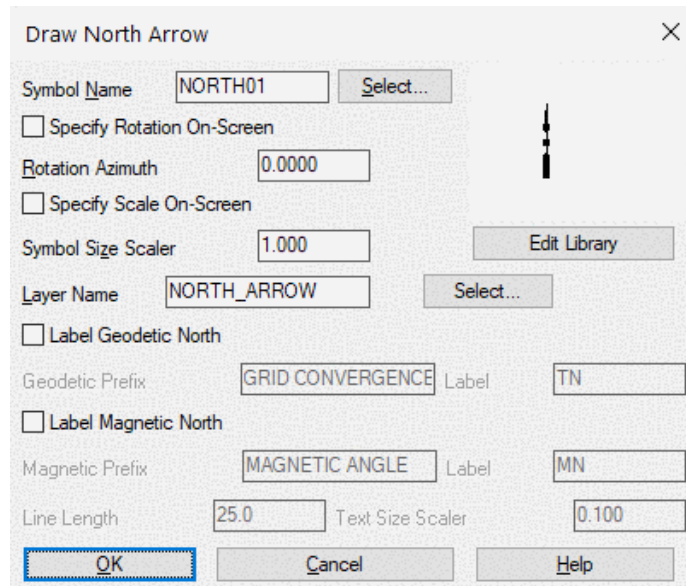 Draw North Arrow
Symbol Name NORTH01 Select...
Specify Rotation On-Screen
Rotation Azimuth 0.0000
Specify Scale On-Screen
Edit Library
Symbol Size Scaler 1.000
Layer Name NORTH_ARROW Select...
Label Geodetic North
Geodetic Prefix GRID CONVERGENCE Label TN
Label Magnetic North
Magnetic Prefix MAGNETIC ANGLE Label MN
Line Length 25.0 Text Size Scaler 0.100
OK Cancel Help